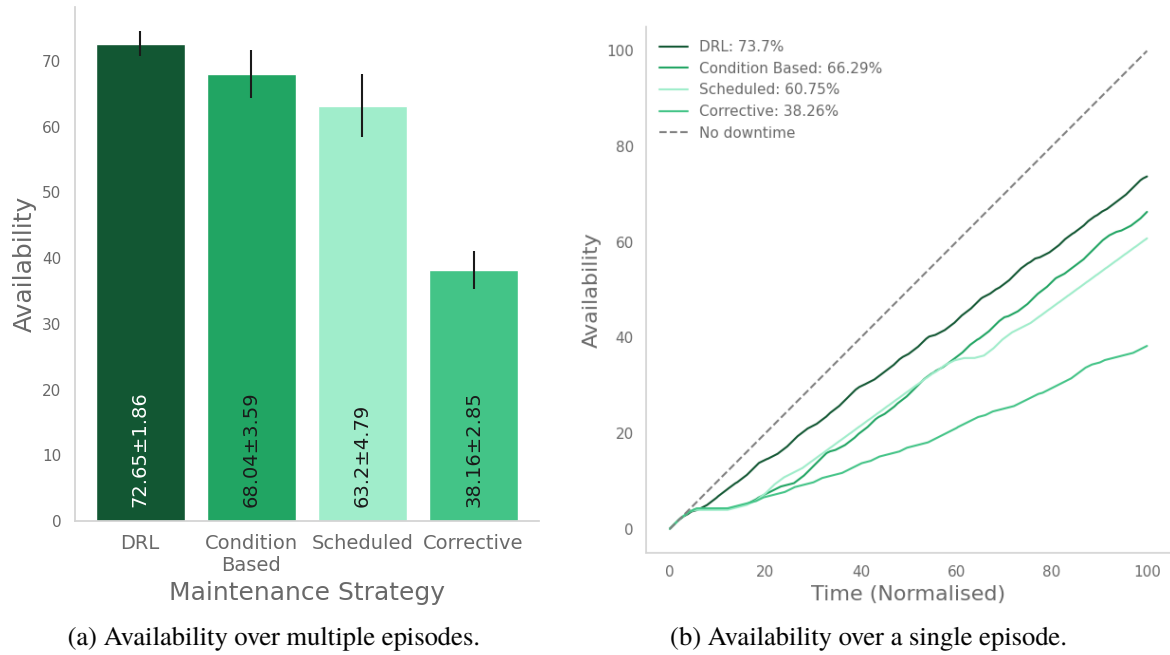 Availability
70
60
50
40
30
20
10
0
72.65±1.86
68.04±3.59
63.2±4.79
38.16±2.85
DRL
Condition
Based
Scheduled
Corrective
Maintenance Strategy
(a) Availability over multiple episodes.
DRL: 73.7%
Condition Based: 66.29%
Scheduled: 60.75%
Corrective: 38.26%
No downtime
Availability
100
80
60
40
20
0
0 20 40 60 80 100
Time (Normalised)
(b) Availability over a single episode.